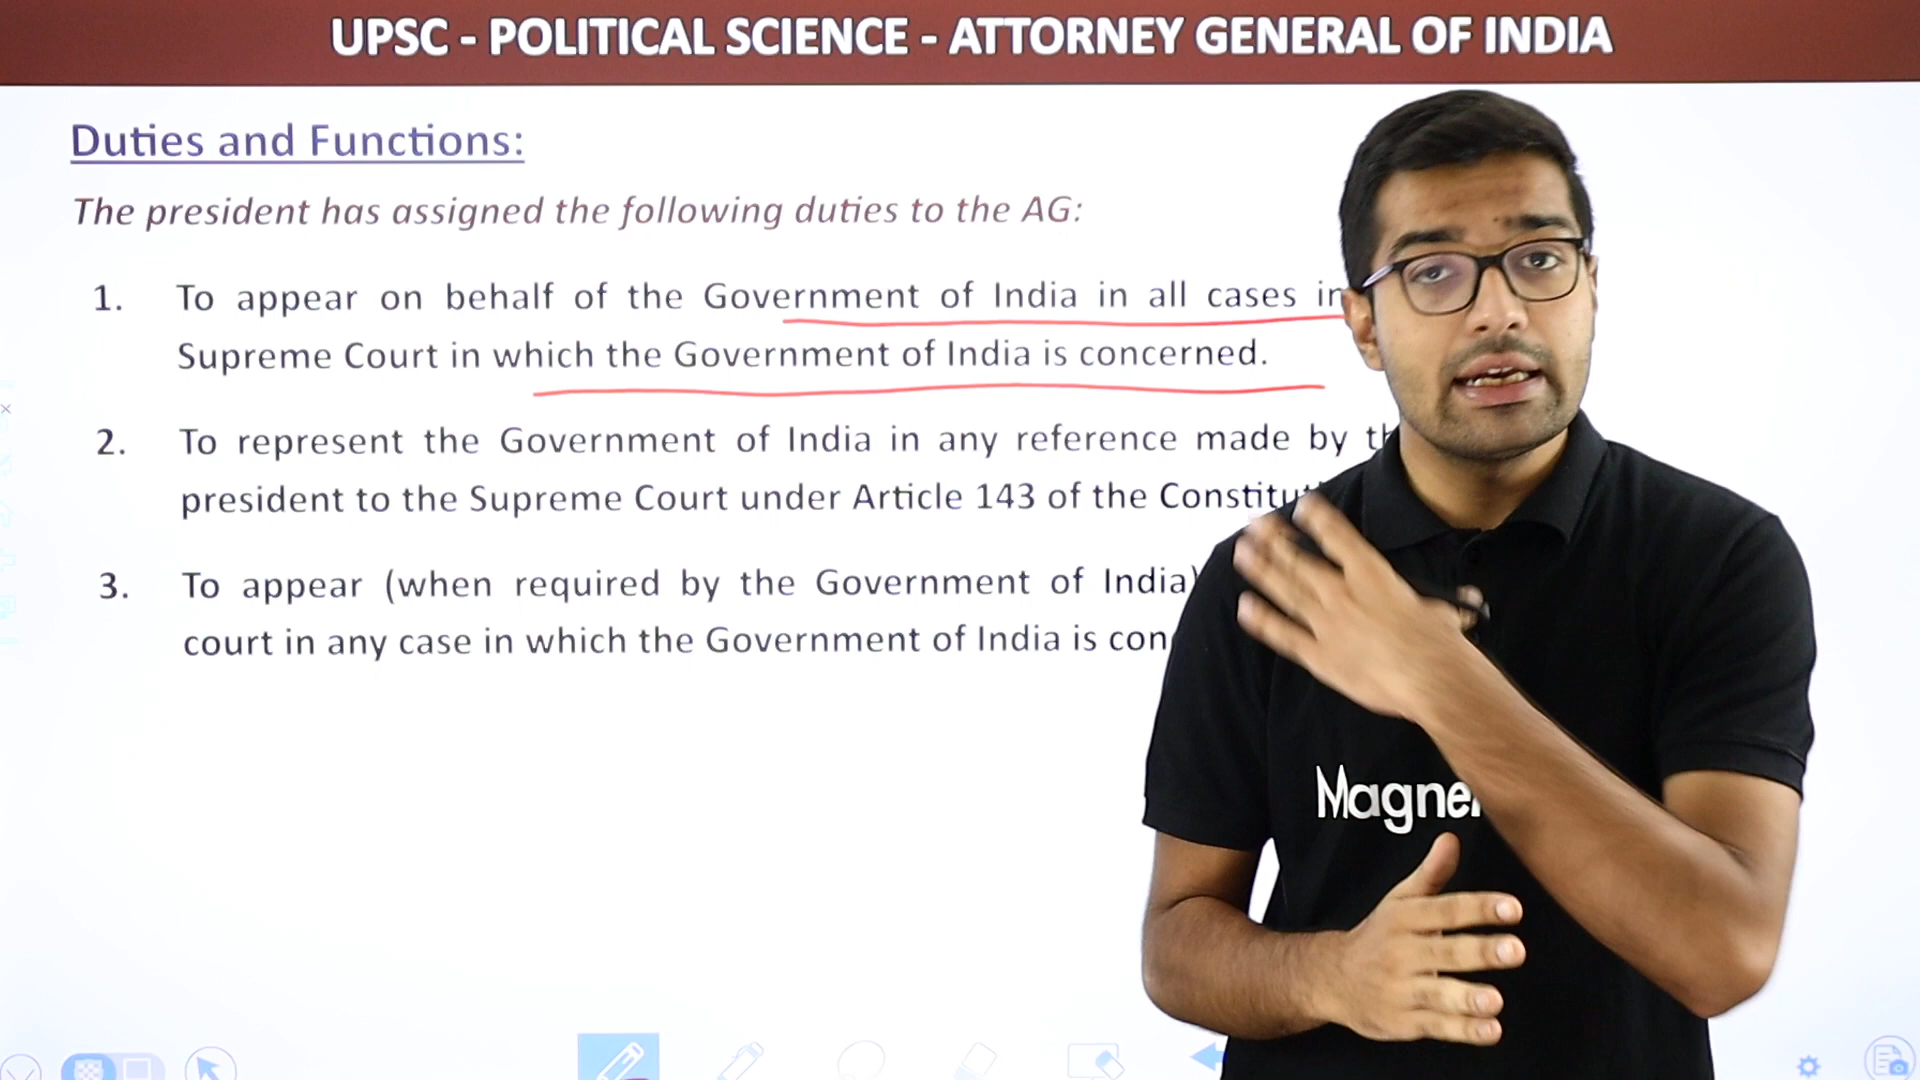 UPSC - POLITICAL SCIENCE - ATTORNEY GENERAL OF INDIA
Duties and Functions:
The president has assigned the following duties to the AG:
1. To appear on behalf of the Government of India in all cases in
Supreme Court in which the Government of India is concerned.
2. To represent the Government of India in any reference made by
president to the Supreme Court under Article 143 of the
3. To appear (when required by the Government of India)
court in any case in which the Government of India is